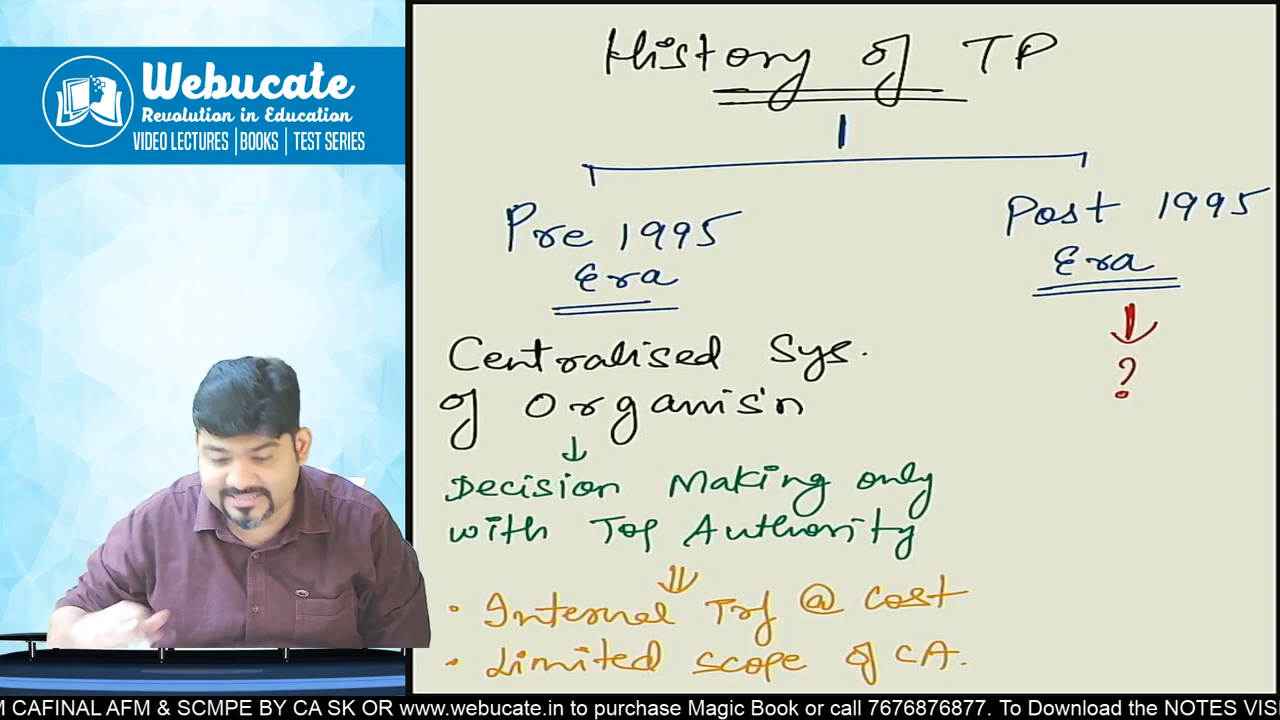 Webucate
Revolution in Education
VIDEO LECTURES | BOOKS | TEST SERIES
History of TP
Pre 1995
Era
Post 1995
Era
?
Centralised Sys.
of Organis'n
Decision Making only
with Top Authority
• Internal Trf @ cost
• Limited scope of CA.
M CAFINAL AFM & SCMPE BY CA SK OR www.webucate.in to purchase Magic Book or call 7676876877. To Download the NOTES VIS